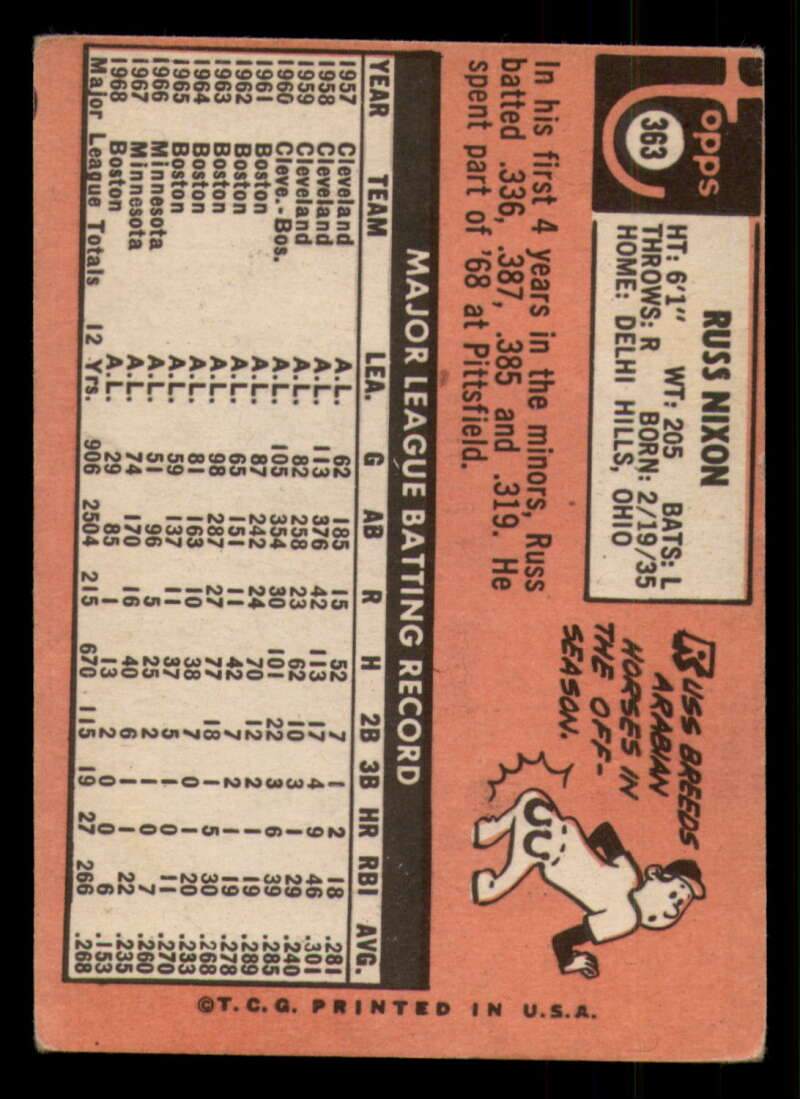 Topps
363
RUSS NIXON
HT: 6'1" WT: 205 BATS: L
THROWS: R BORN: 2/19/35
HOME: DELHI HILLS, OHIO
RUSS BREEDS
ARABIAN
HORSES IN
THE OFF-
SEASON.
In his first 4 years in the minors, Russ
batted .336, .387, .385 and .319. He
spent part of '68 at Pittsfield.
MAJOR LEAGUE BATTING RECORD
YEAR TEAM LEA. G AB R H 2B 3B HR RBI AVG.
1957 Cleveland A.L. 62 185 15 52 7 1 2 18 .281
1958 Cleveland A.L. 113 376 42 113 17 4 9 46 .301
1959 Cleveland A.L. 82 258 23 62 10 3 1 29 .240
1960 Cleve.-Bos. A.L. 105 354 30 101 22 3 6 39 .285
1961 Boston A.L. 87 242 24 70 12 2 1 19 .289
1962 Boston A.L. 65 151 11 42 7 2 1 19 .278
1963 Boston A.L. 98 287 27 77 18 1 5 30 .268
1964 Boston A.L. 81 163 10 38 7 0 1 20 .233
1965 Boston A.L. 59 137 11 37 5 1 0 11 .270
1966 Minnesota A.L. 51 96 5 25 2 1 0 7 .260
1967 Minnesota A.L. 74 170 16 40 6 1 1 22 .235
1968 Boston A.L. 29 85 1 13 2 0 0 6 .153
Major League Totals 12 Yrs. 906 2504 215 670 115 19 27 266 .268
©T.C.G. PRINTED IN U.S.A.